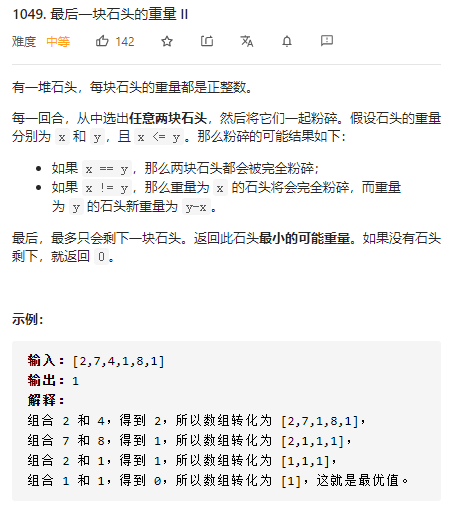 1049. 最后一块石头的重量 II
难度 中等 142
有一堆石头，每块石头的重量都是正整数。
每一回合，从中选出任意两块石头，然后将它们一起粉碎。假设石头的重量
分别为 x 和 y，且 x <= y。那么粉碎的可能结果如下：
如果 x == y，那么两块石头都会被完全粉碎；
如果 x != y，那么重量为 x 的石头将会完全粉碎，而重量
为 y 的石头新重量为 y-x。
最后，最多只会剩下一块石头。返回此石头最小的可能重量。如果没有石头
剩下，就返回 0。
示例：
输入：[2,7,4,1,8,1]
输出：1
解释：
组合 2 和 4，得到 2，所以数组转化为 [2,7,1,8,1]，
组合 7 和 8，得到 1，所以数组转化为 [2,1,1,1]，
组合 2 和 1，得到 1，所以数组转化为 [1,1,1]，
组合 1 和 1，得到 0，所以数组转化为 [1]，这就是最优值。